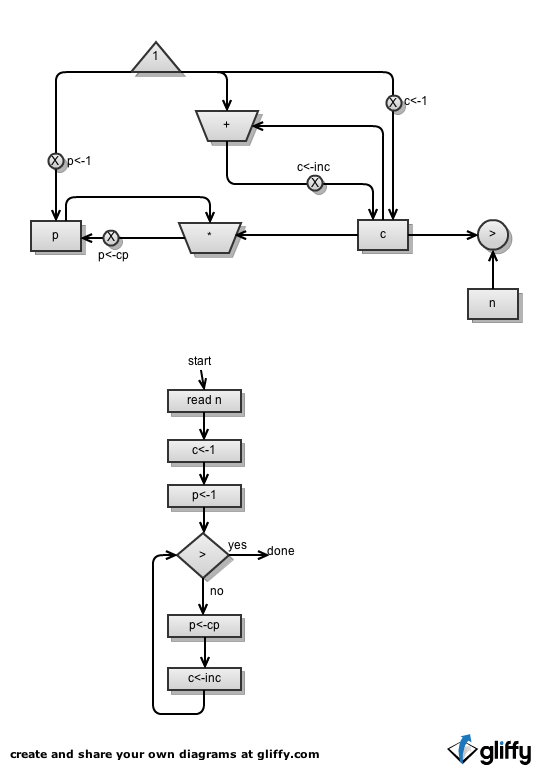 1
+
X
c<-1
c<-inc
X
X
p<-1
p
X
*
c
>
p<-cp
n
start
read n
c<-1
p<-1
>
yes
done
no
p<-cp
c<-inc
create and share your own diagrams at gliffy.com
gliffy